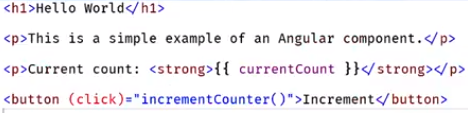 <h1>Hello World</h1>
<p>This is a simple example of an Angular component.</p>
<p>Current count: <strong>{{ currentCount }}</strong></p>
<button (click)="incrementCounter()">Increment</button>